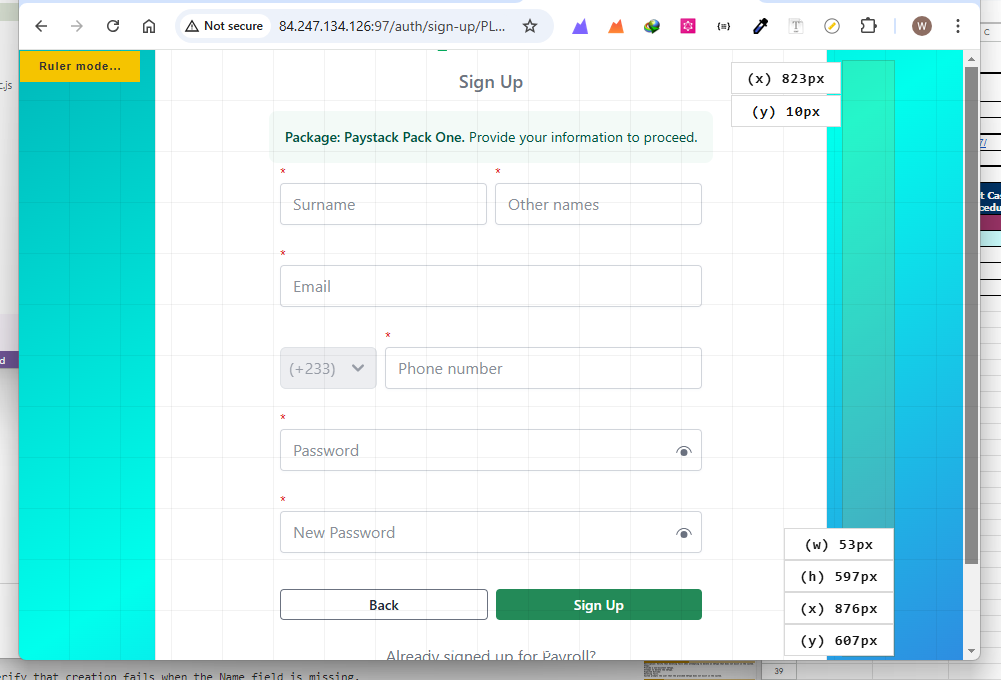 Not secure 84.247.134.126:97/auth/sign-up/PL...
W
Ruler mode...
Sign Up
(x) 823px
(y) 10px
Package: Paystack Pack One. Provide your information to proceed.
* *
Surname Other names
*
Email
*
(+233) Phone number
*
Password
*
New Password
(w) 53px
(h) 597px
(x) 876px
(y) 607px
Back Sign Up
Already signed up for Payroll?
erify that creation fails when the Name field is missing.
39
C
c.js
d